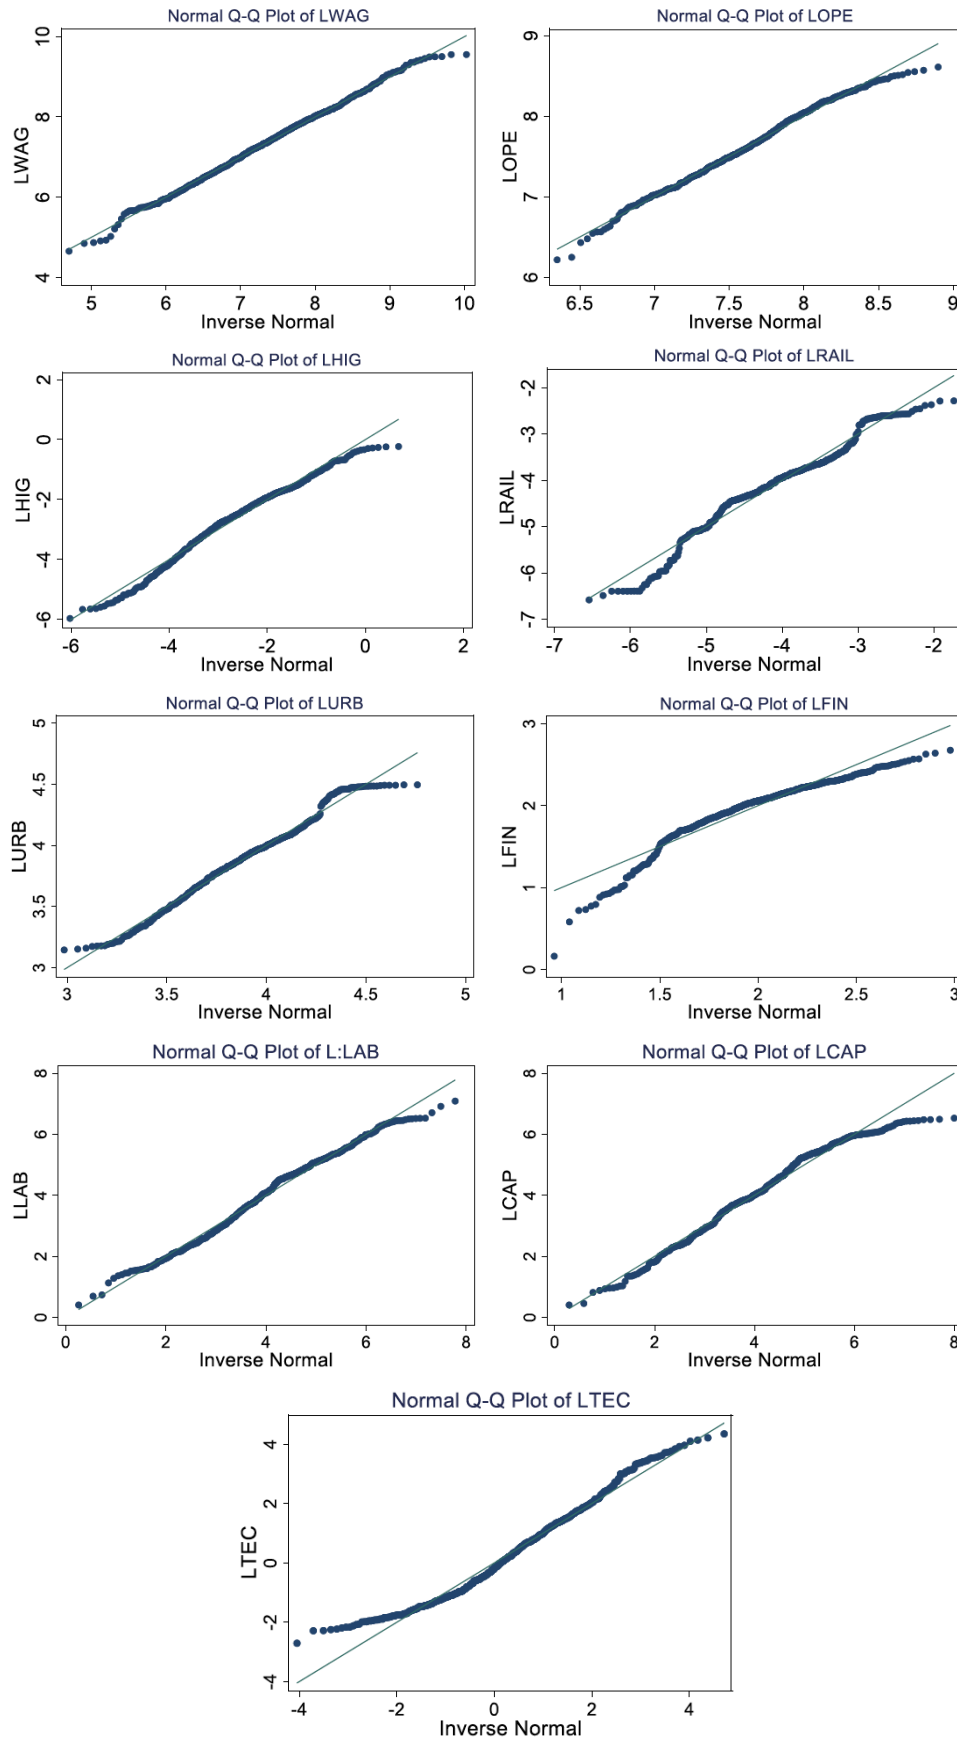 Normal Q-Q Plot of LWAG
LWAG
10
8
6
4
5 6 7 8 9 10
Inverse Normal
Normal Q-Q Plot of LOPE
LOPE
9
8
7
6
6.5 7 7.5 8 8.5 9
Inverse Normal
Normal Q-Q Plot of LHIG
LHIG
2
0
-2
-4
-6
-6 -4 -2 0 2
Inverse Normal
Normal Q-Q Plot of LRAIL
LRAIL
-2
-3
-4
-5
-6
-7
-7 -6 -5 -4 -3 -2
Inverse Normal
Normal Q-Q Plot of LURB
LURB
5
4.5
4
3.5
3
3 3.5 4 4.5 5
Inverse Normal
Normal Q-Q Plot of LFIN
LFIN
3
2
1
0
1 1.5 2 2.5 3
Inverse Normal
Normal Q-Q Plot of L:LAB
LLAB
8
6
4
2
0
0 2 4 6 8
Inverse Normal
Normal Q-Q Plot of LCAP
LCAP
8
6
4
2
0
0 2 4 6 8
Inverse Normal
Normal Q-Q Plot of LTEC
LTEC
4
2
0
-2
-4
-4 -2 0 2 4
Inverse Normal